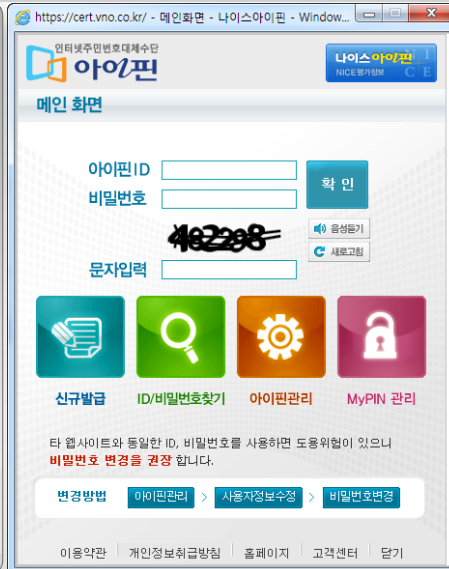 https://cert.vno.co.kr/ - 메인화면 - 나이스아이핀 - Window...
인터넷주민번호대체수단
아이핀
나이스아이핀
NICE평가정보
NICE
메인 화면
아이핀ID
비밀번호
확 인
462298
음성듣기
새로고침
문자입력
신규발급
ID/비밀번호찾기
아이핀관리
MyPIN 관리
타 웹사이트와 동일한 ID, 비밀번호를 사용하면 도용위험이 있으니
비밀번호 변경을 권장 합니다.
변경방법
아이핀관리 > 사용자정보수정 > 비밀번호변경
이용약관 | 개인정보취급방침 | 홈페이지 | 고객센터 | 닫기